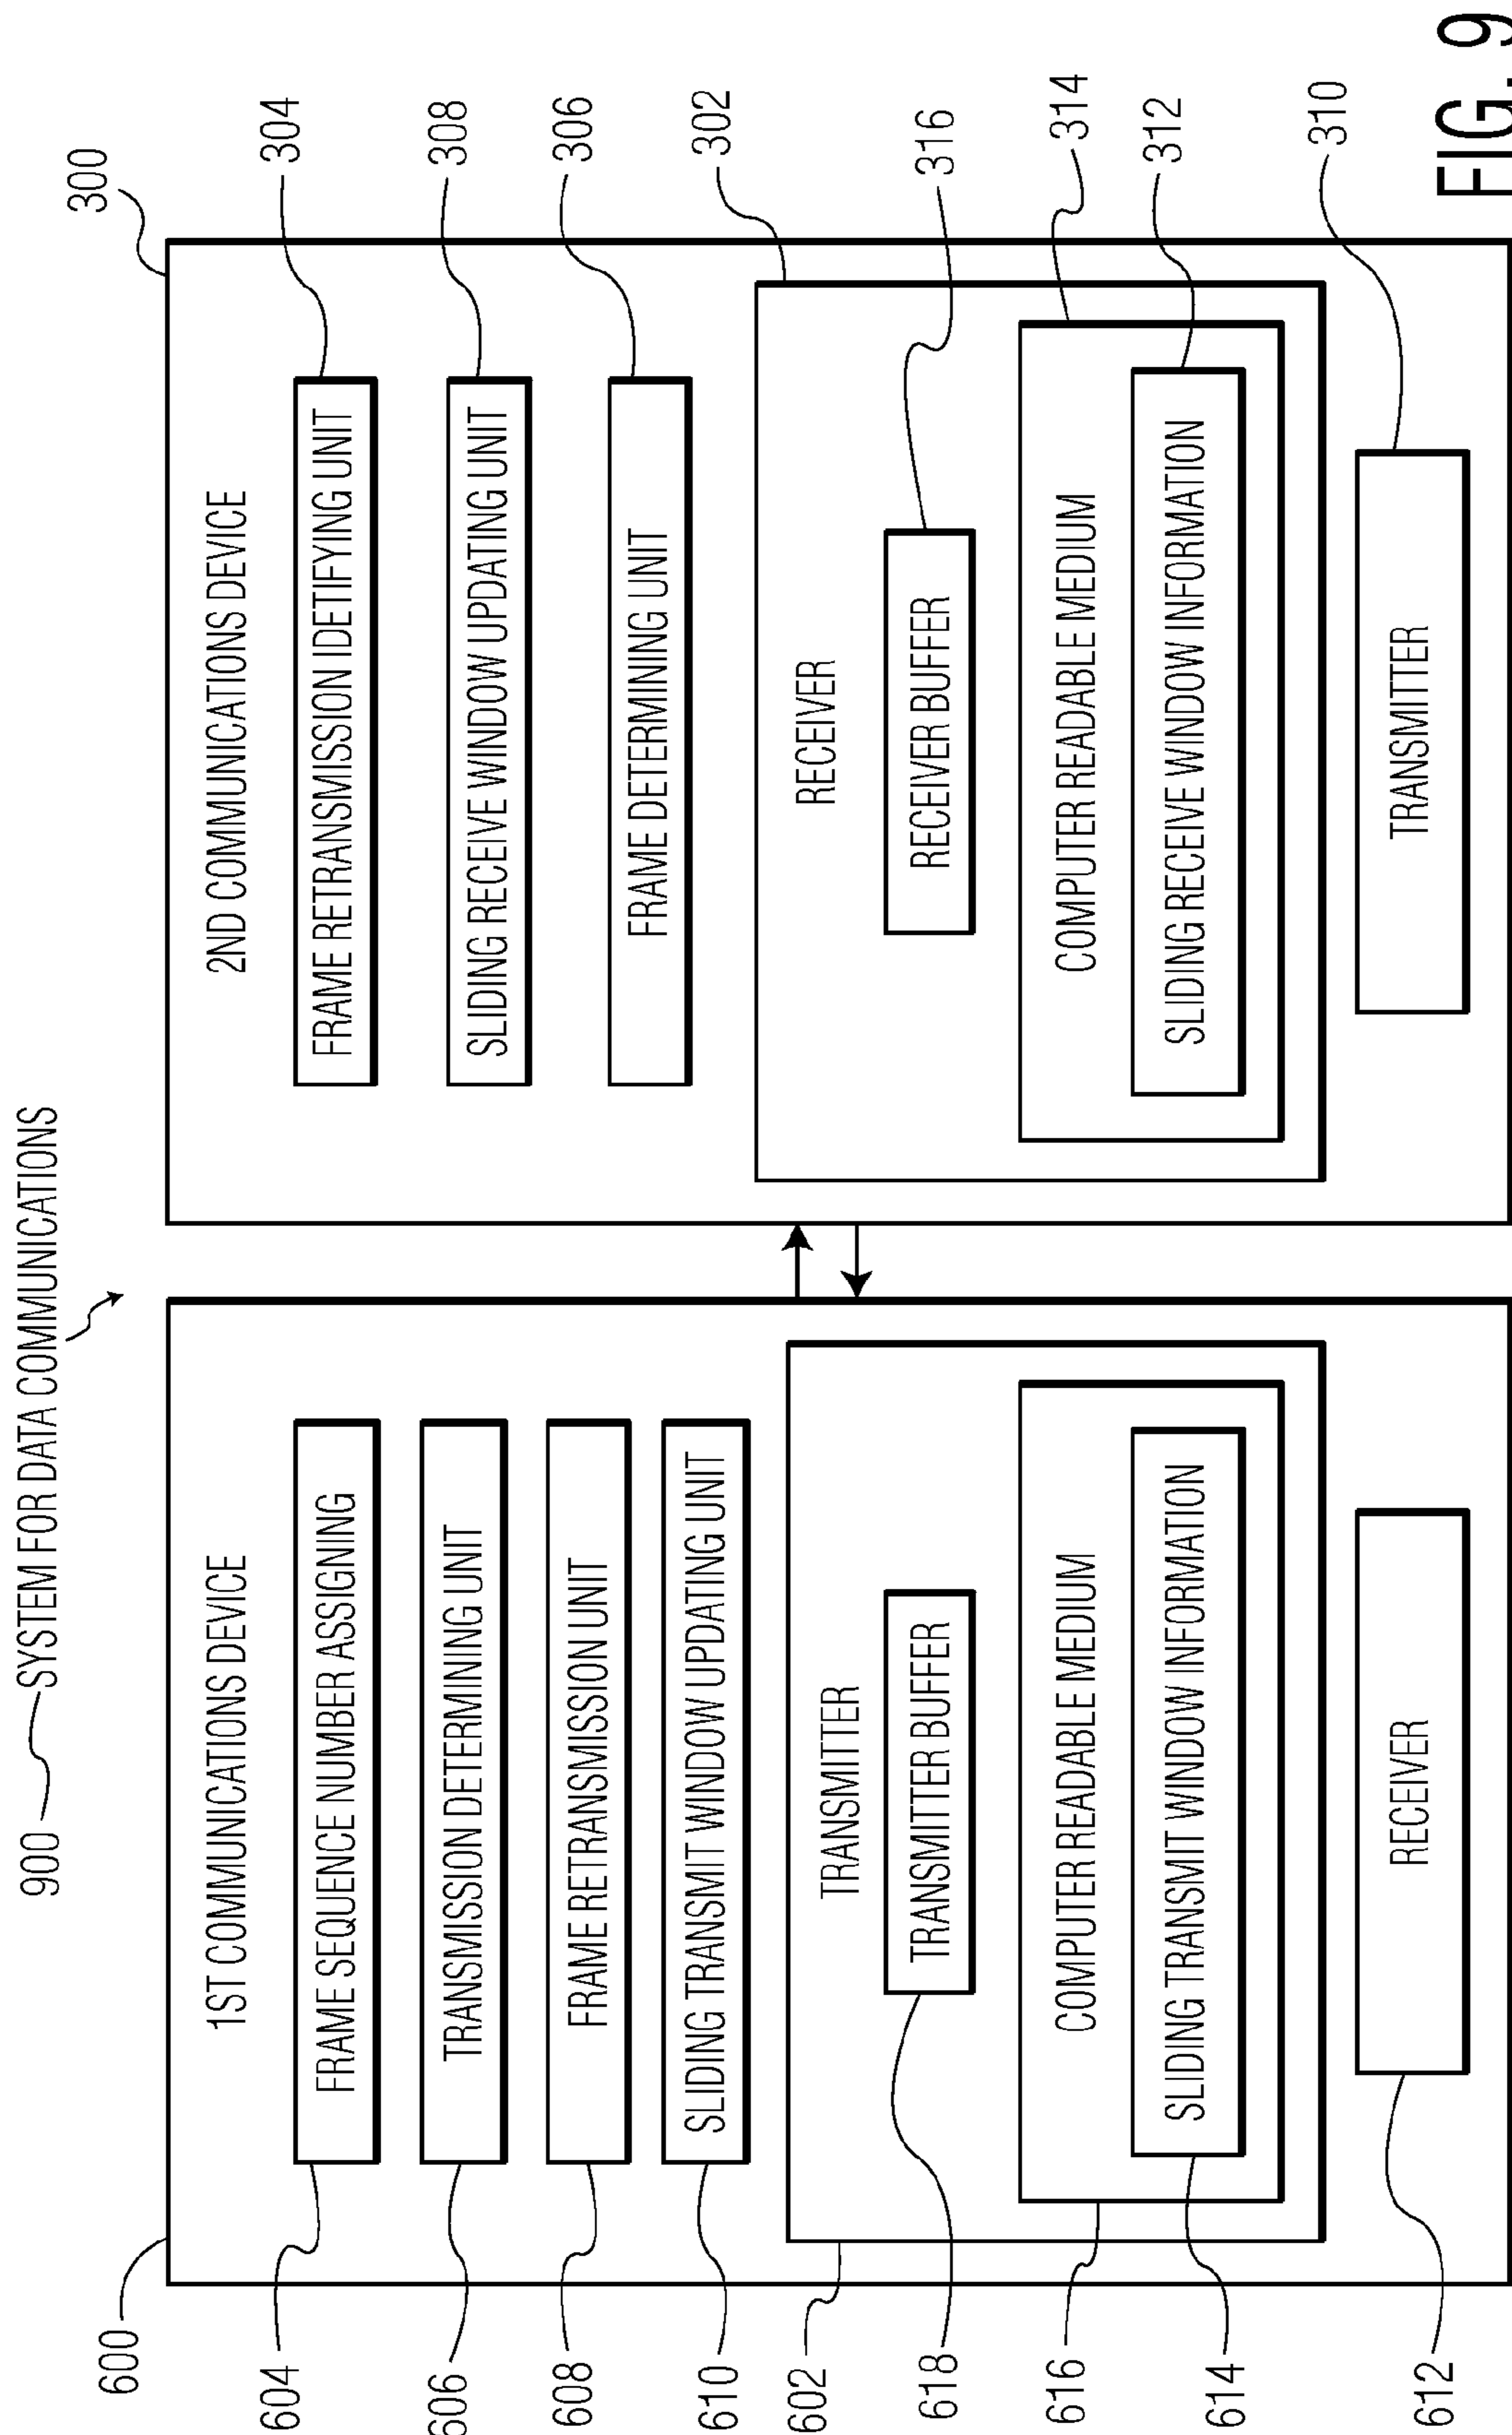 900
SYSTEM FOR DATA COMMUNICATIONS
600
1ST COMMUNICATIONS DEVICE
604
FRAME SEQUENCE NUMBER ASSIGNING
606
TRANSMISSION DETERMINING UNIT
608
FRAME RETRANSMISSION UNIT
610
SLIDING TRANSMIT WINDOW UPDATING UNIT
602
TRANSMITTER
618
TRANSMITTER BUFFER
616
COMPUTER READABLE MEDIUM
614
SLIDING TRANSMIT WINDOW INFORMATION
612
RECEIVER
300
2ND COMMUNICATIONS DEVICE
FRAME RETRANSMISSION IDETIFYING UNIT
304
SLIDING RECEIVE WINDOW UPDATING UNIT
308
FRAME DETERMINING UNIT
306
302
RECEIVER
RECEIVER BUFFER
316
COMPUTER READABLE MEDIUM
314
SLIDING RECEIVE WINDOW INFORMATION
312
TRANSMITTER
310
FIG. 9